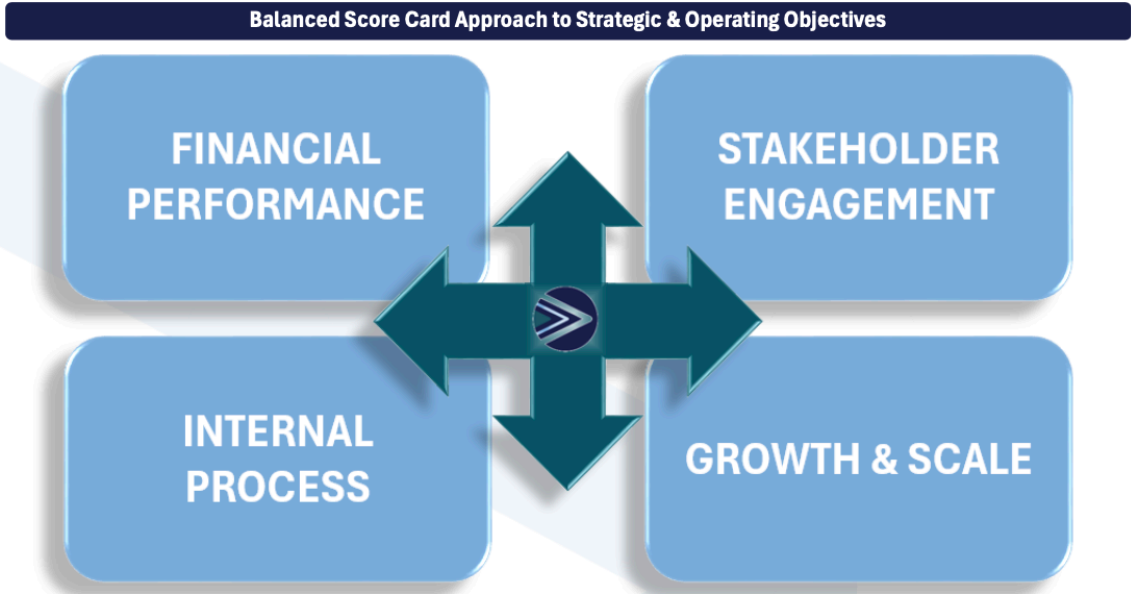 Balanced Score Card Approach to Strategic & Operating Objectives
FINANCIAL
PERFORMANCE
STAKEHOLDER
ENGAGEMENT
INTERNAL
PROCESS
GROWTH & SCALE